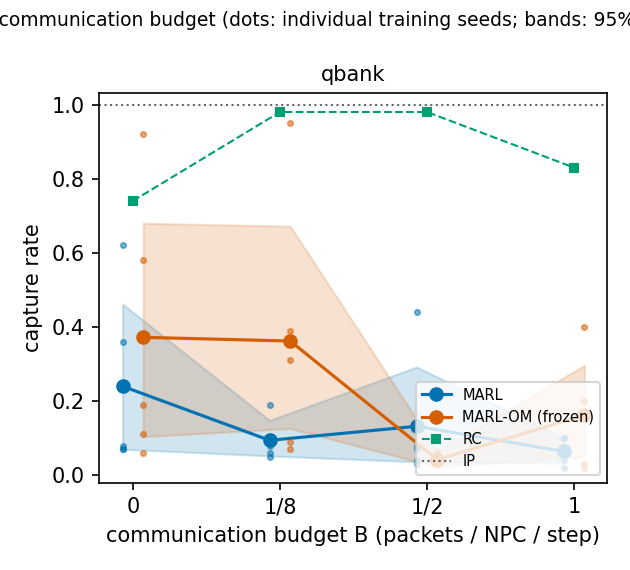 communication budget (dots: individual training seeds; bands: 95%
qbank
1.0
0.8
0.6
0.4
0.2
0.0
capture rate
MARL
MARL-OM (frozen)
RC
IP
0 1/8 1/2 1
communication budget B (packets / NPC / step)